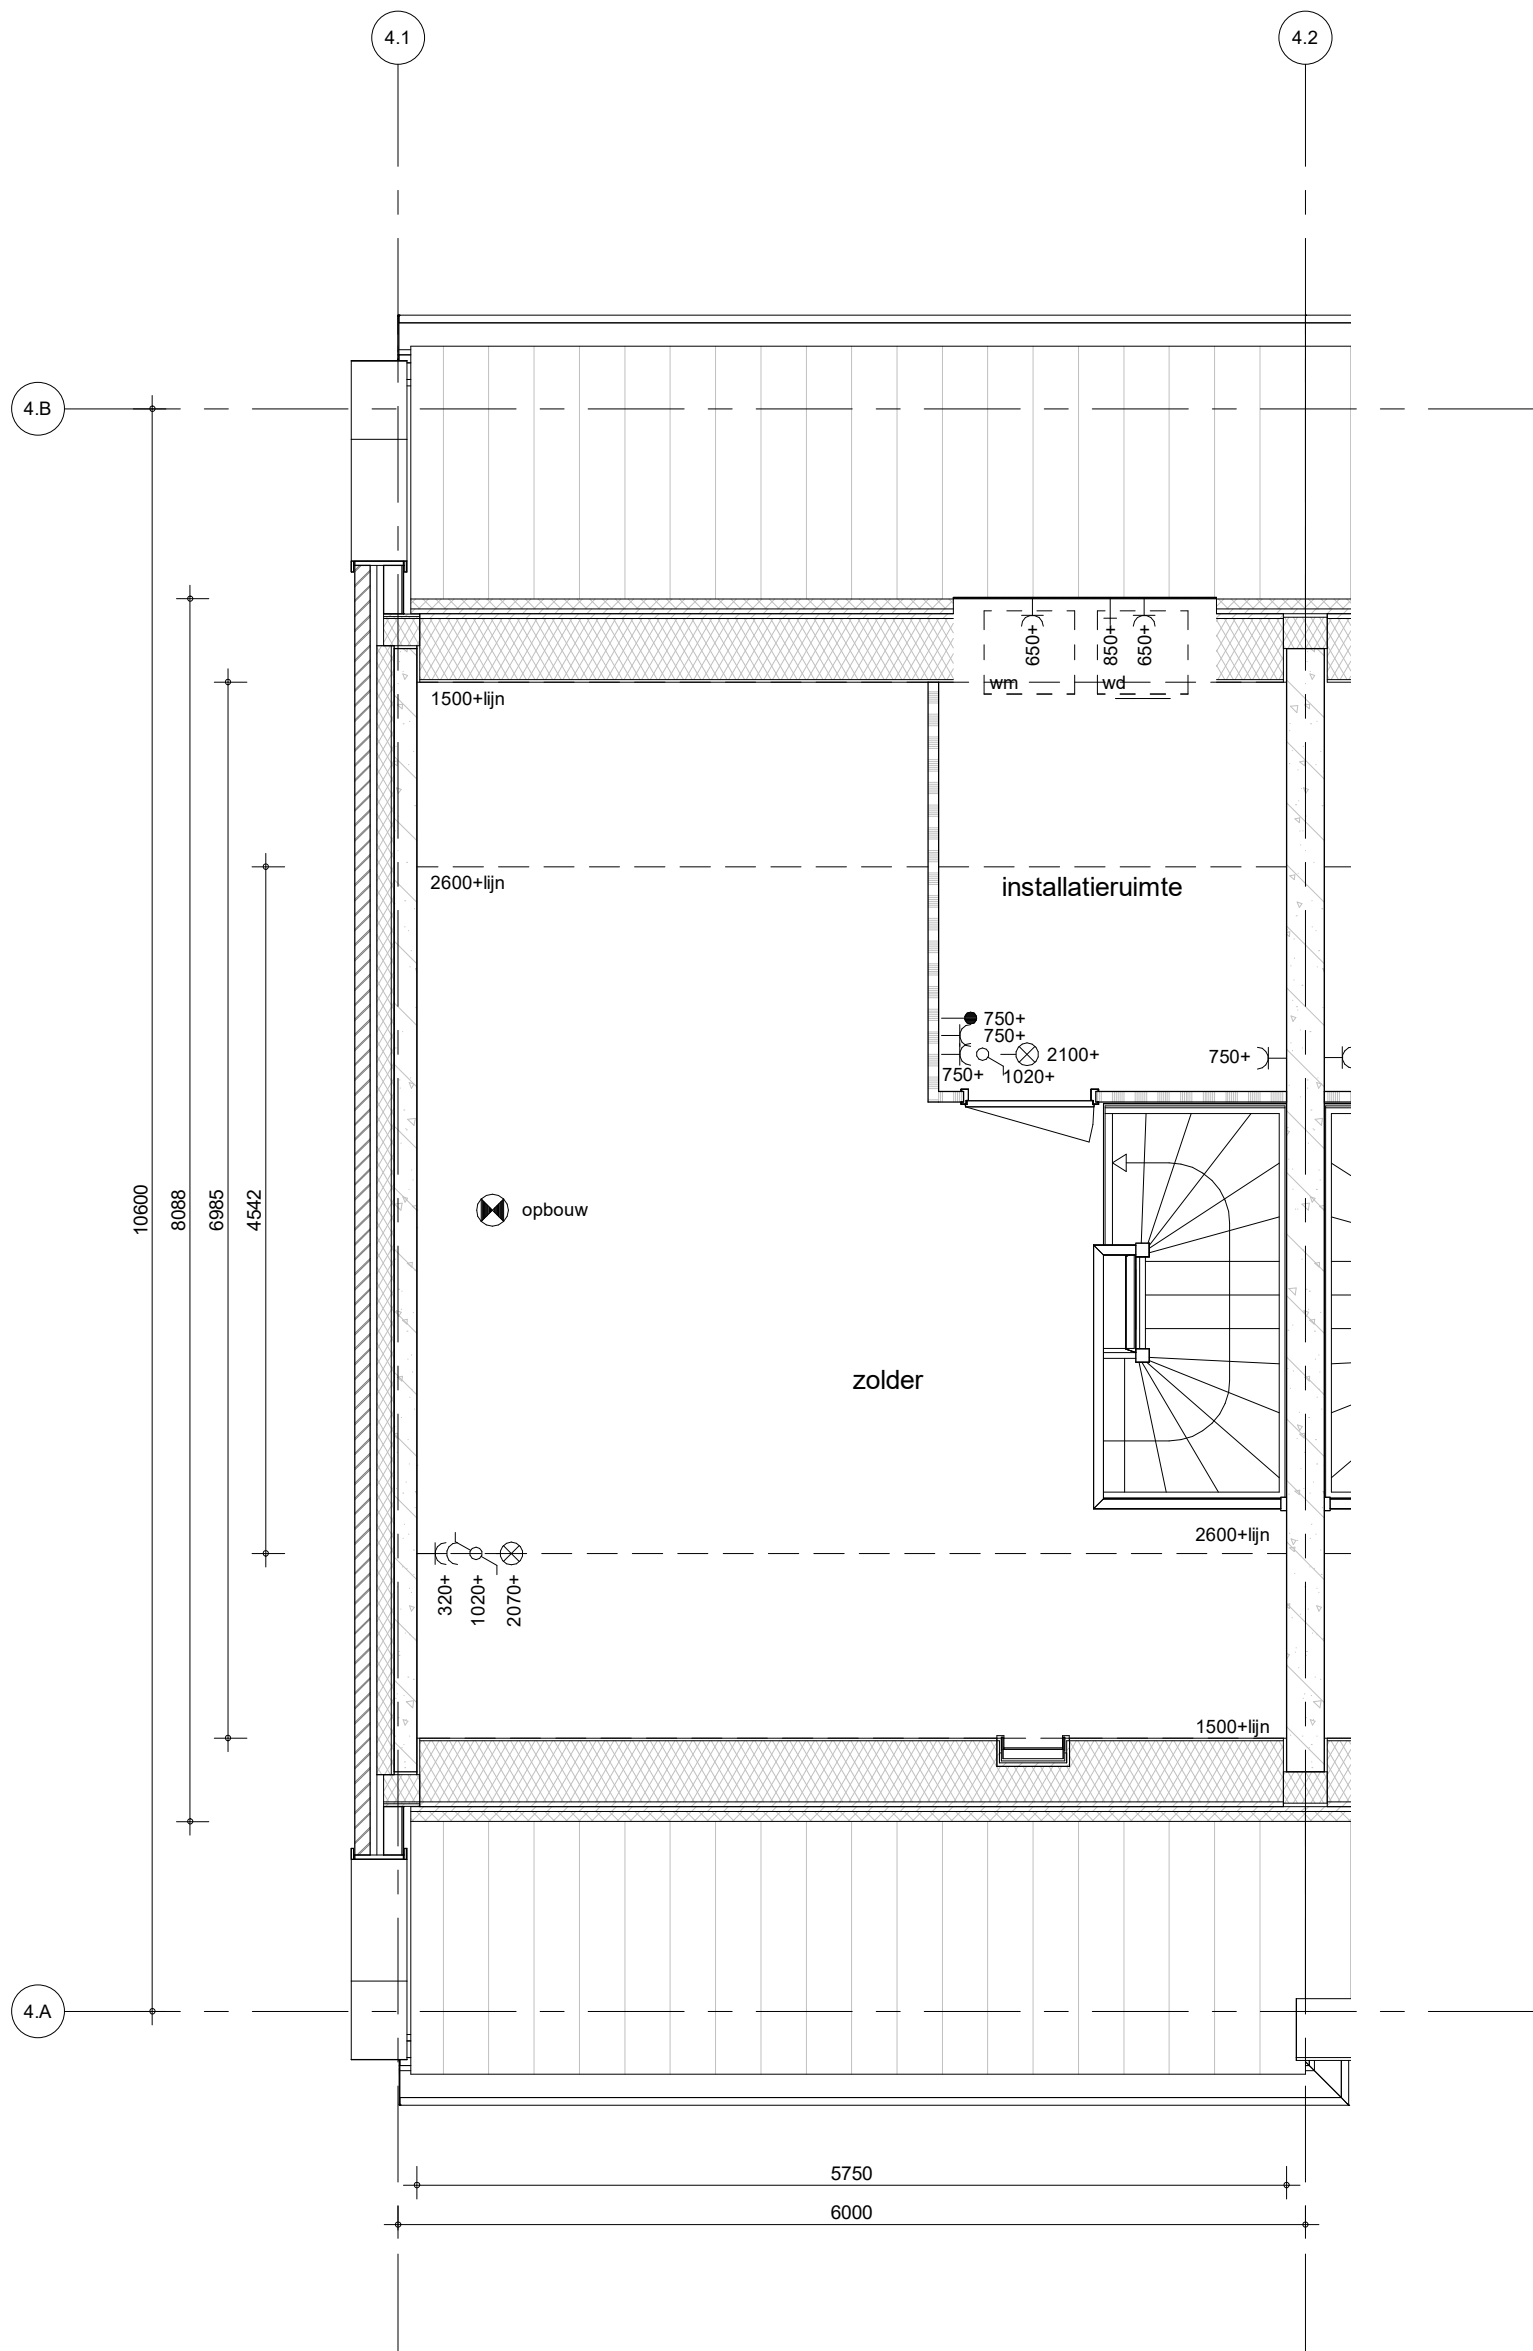 4.1
4.2
4.B
650+
850+
650+
wm
wd
1500+lijn
2600+lijn
installatieruimte
750+
750+
2100+
750+
1020+
750+
10600
8088
6985
4542
opbouw
zolder
2600+lijn
320+
1020+
2070+
1500+lijn
4.A
5750
6000